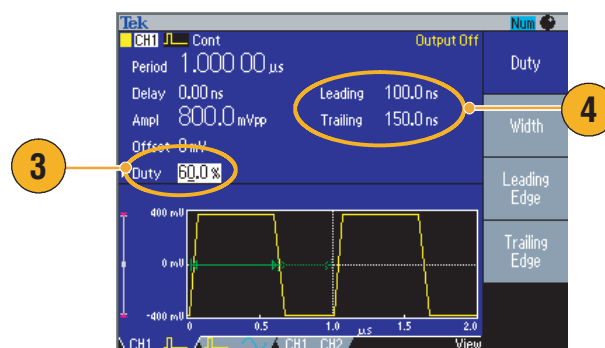 Tek
Num
CH1 Cont
Output Off
Period 1.000 00 µs
Delay 0.00 ns
Leading 100.0 ns
Ampl 800.0 mVpp
Trailing 150.0 ns
Offset 0 mV
Duty 60.0 %
3
4
Duty
Width
Leading
Edge
Trailing
Edge
400 mV
0 mV
-400 mV
0 0.5 1.0 µs 1.5 2.0
CH1 CH1 CH2 View